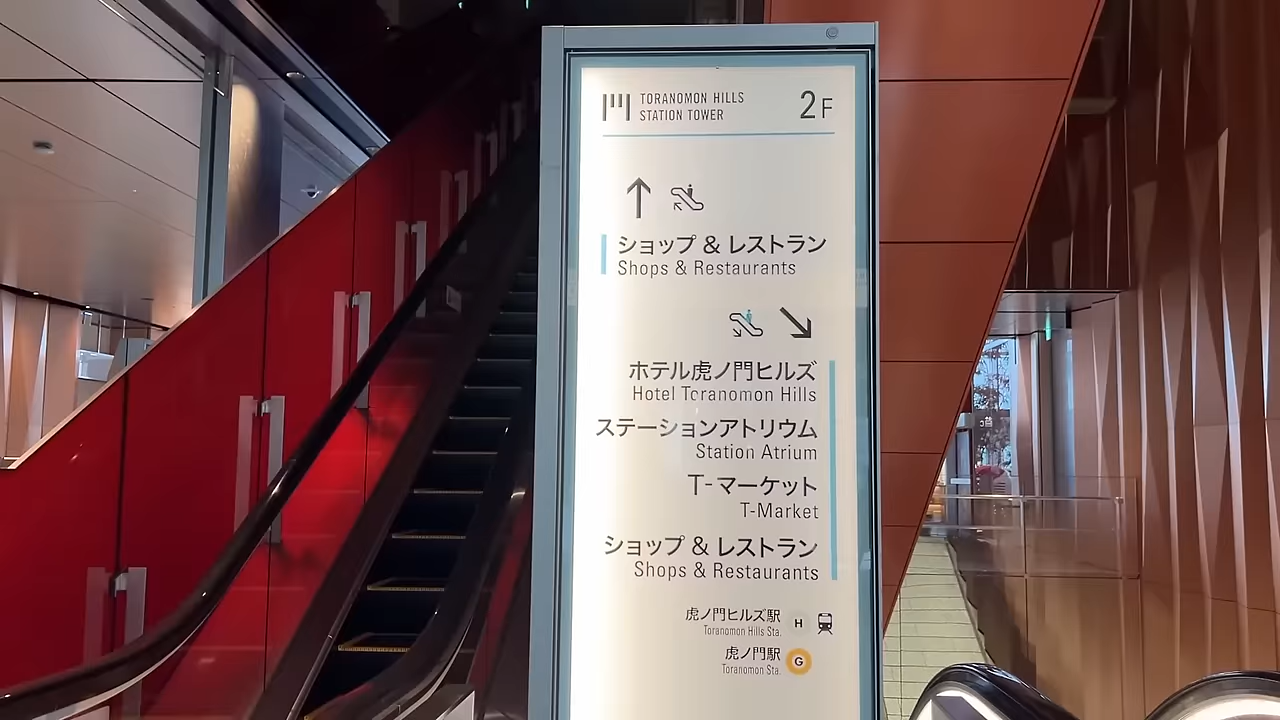 TORANOMON HILLS
STATION TOWER
2F
ショップ & レストラン
Shops & Restaurants
ホテル虎ノ門ヒルズ
Hotel Toranomon Hills
ステーションアトリウム
Station Atrium
T-マーケット
T-Market
ショップ & レストラン
Shops & Restaurants
虎ノ門ヒルズ駅 H
Toranomon Hills Sta.
虎ノ門駅 G
Toranomon Sta.